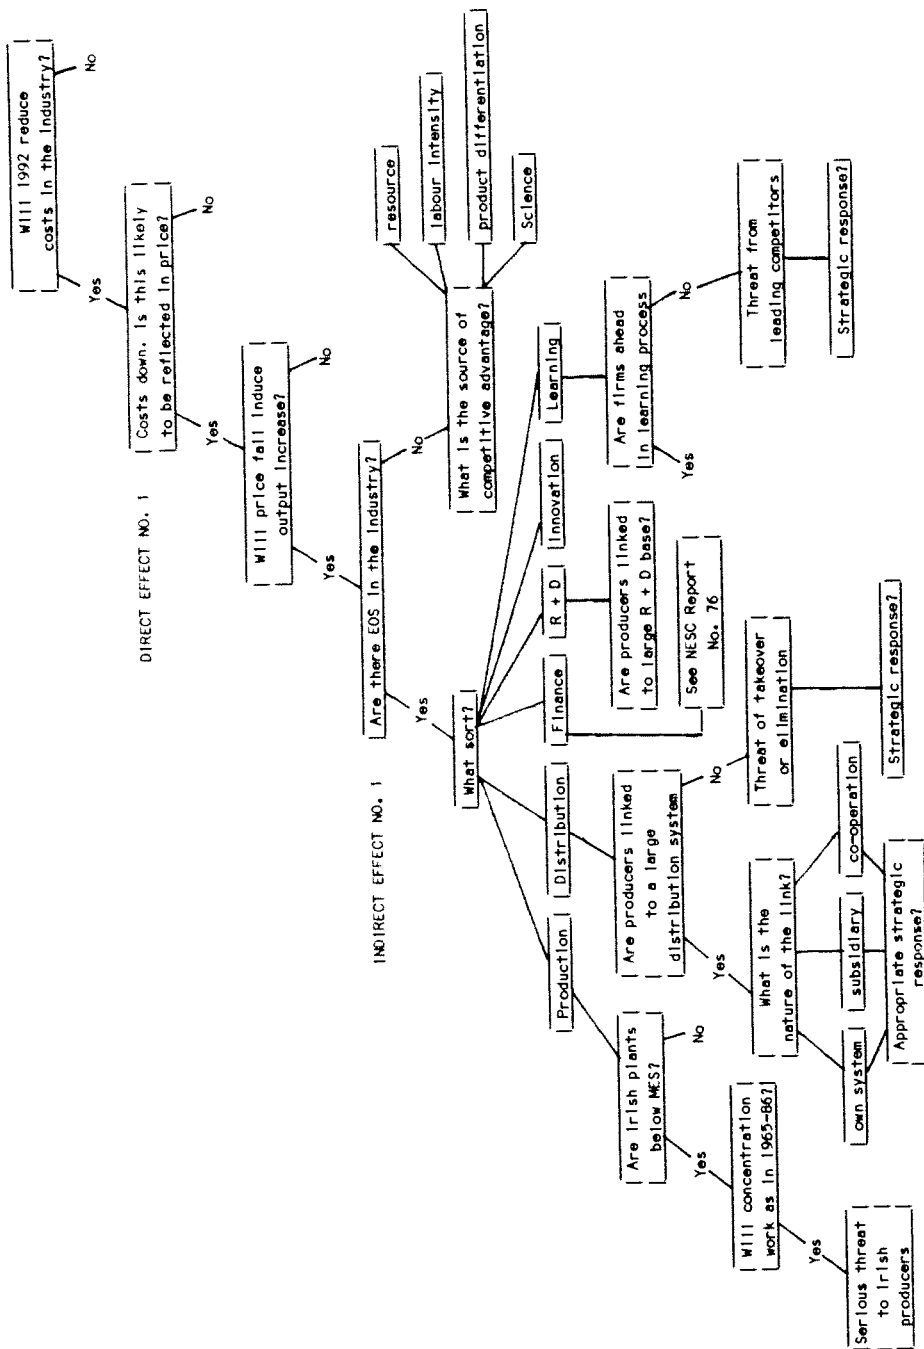 Will 1992 reduce
costs in the industry?
No
Yes
Costs down. Is this likely
to be reflected in price?
No
DIRECT EFFECT NO. 1
Yes
Will price fall induce
output increase?
No
Yes
Are there EOS in the industry?
No
INDIRECT EFFECT NO. 1
Yes
What is the source of
competitive advantage?
resource
labour intensity
product differentiation
Science
What sort?
Production
Distribution
Finance
R + D
Innovation
Learning
Are Irish plants
below MES?
No
Yes
Are producers linked
to a large
distribution system
No
Yes
Are producers linked
to large R + D base?
See NESC Report
No. 76
Are firms ahead
in learning process
No
Yes
Will concentration
work as in 1965-86?
Yes
Serious threat
to Irish
producers
What is the
nature of the link?
own system
subsidiary
co-operation
Appropriate strategic
response?
Threat of takeover
or elimination
Strategic response?
Threat from
leading competitors
Strategic response?